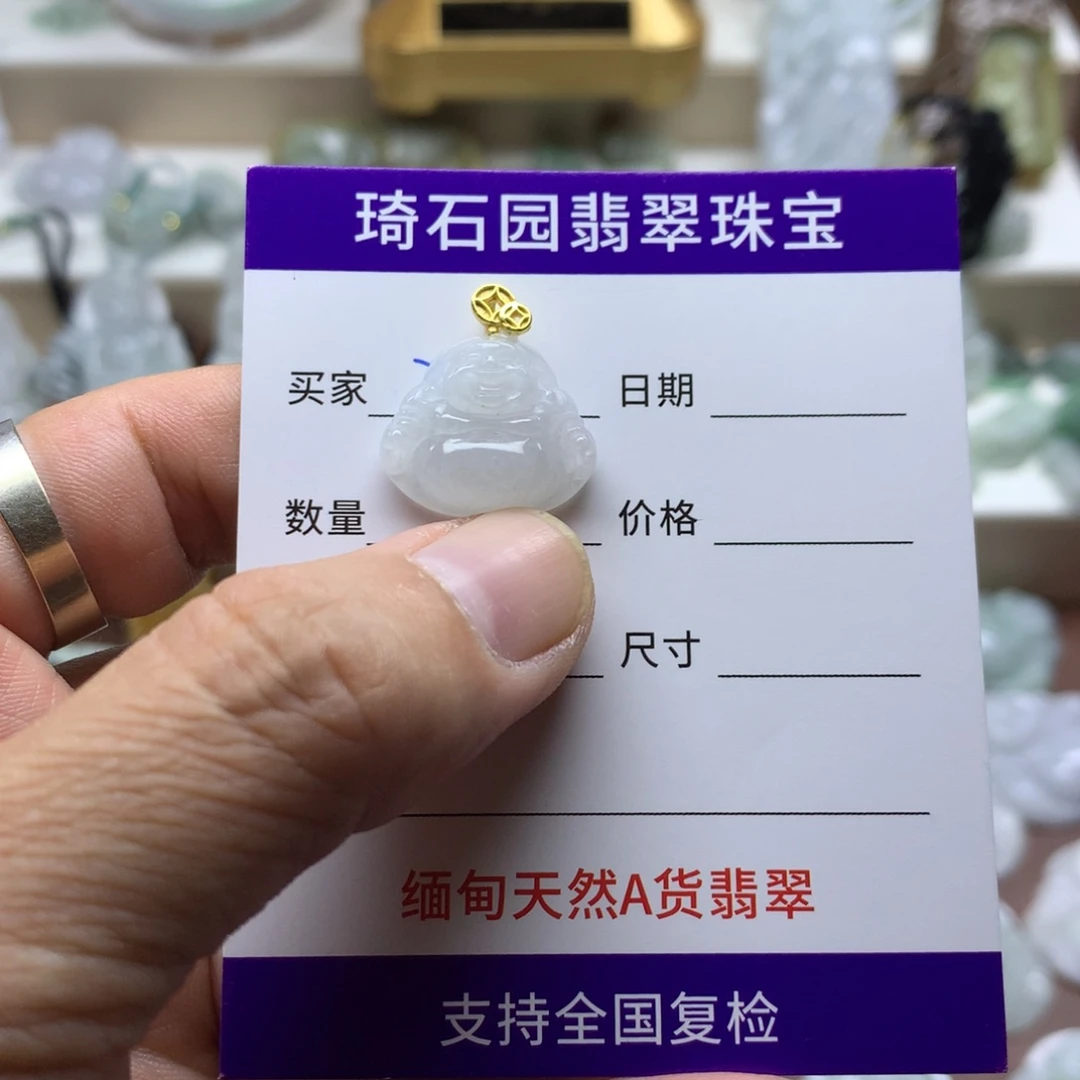 琦石园翡翠珠宝
买家 日期
数量 价格
尺寸
缅甸天然A货翡翠
支持全国复检